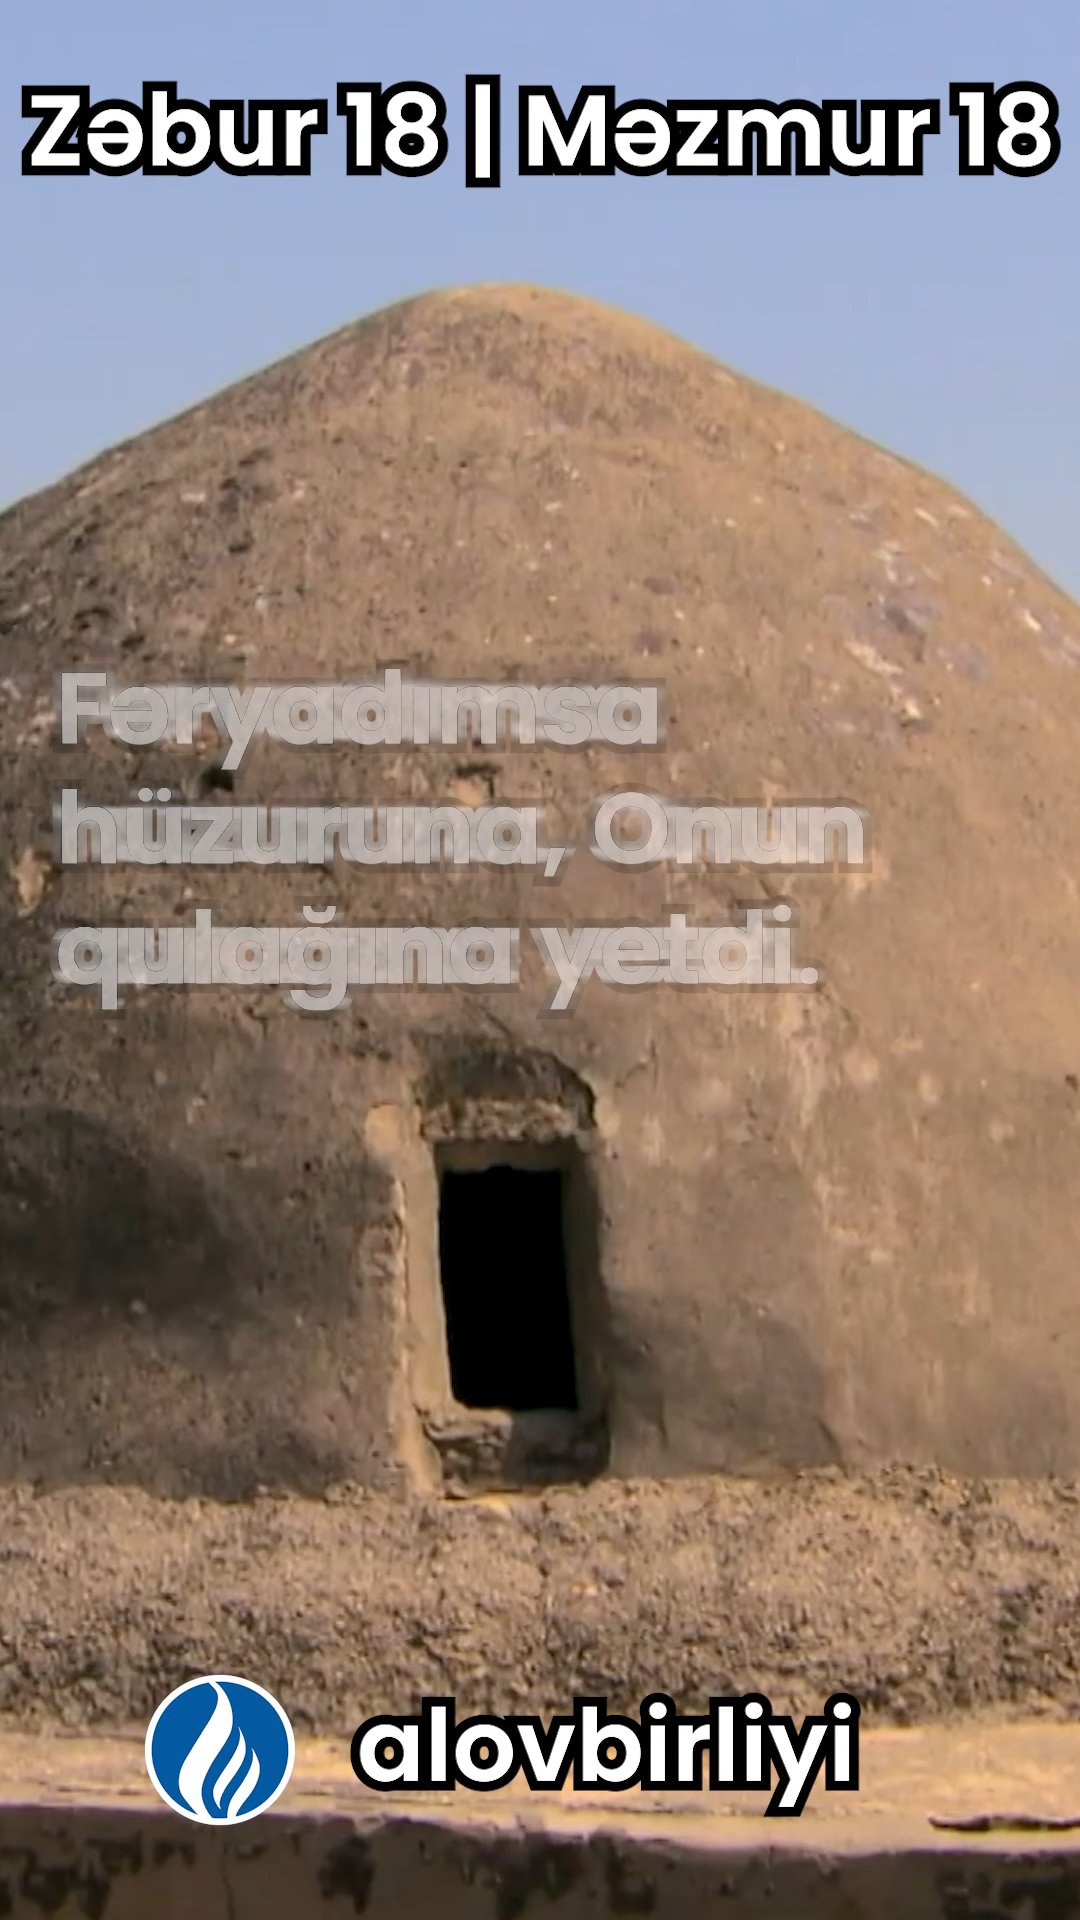 Zəbur 18 | Məzmur 18
Fəryadımsa
hüzuruna, Onun
qulağına yetdi.
alovbirliyi